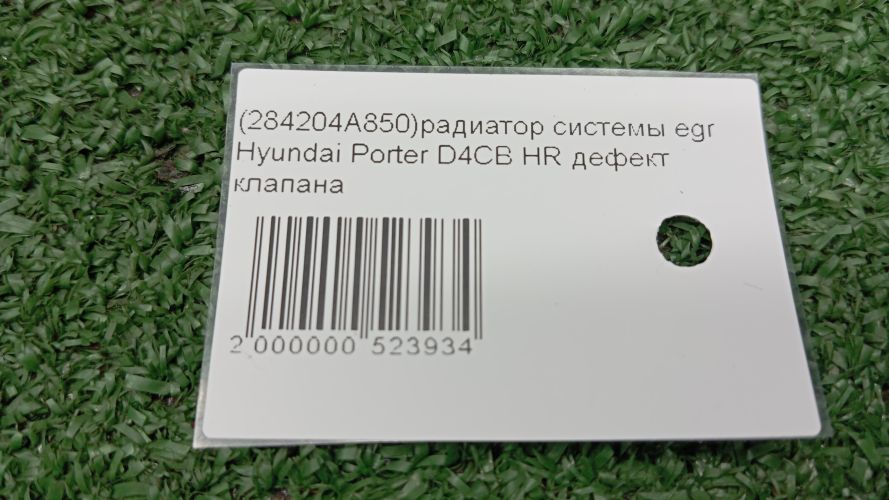 (284204A850)радиатор системы egr
Hyundai Porter D4CB HR дефект
клапана
2 000000 523934